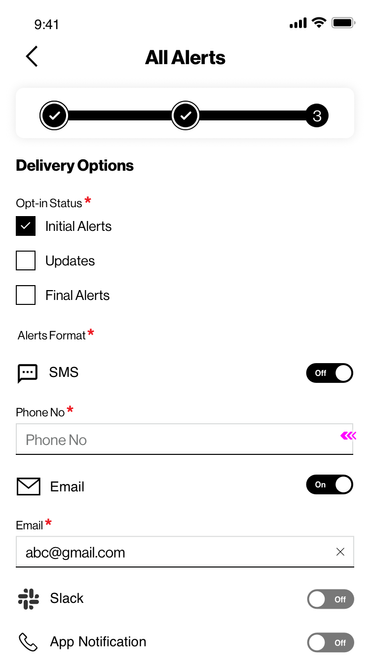 9:41
All Alerts
3
Delivery Options
Opt-in Status *
Initial Alerts
Updates
Final Alerts
Alerts Format *
SMS Off
Phone No *
Phone No
Email On
Email *
abc@gmail.com
Slack Off
App Notification Off